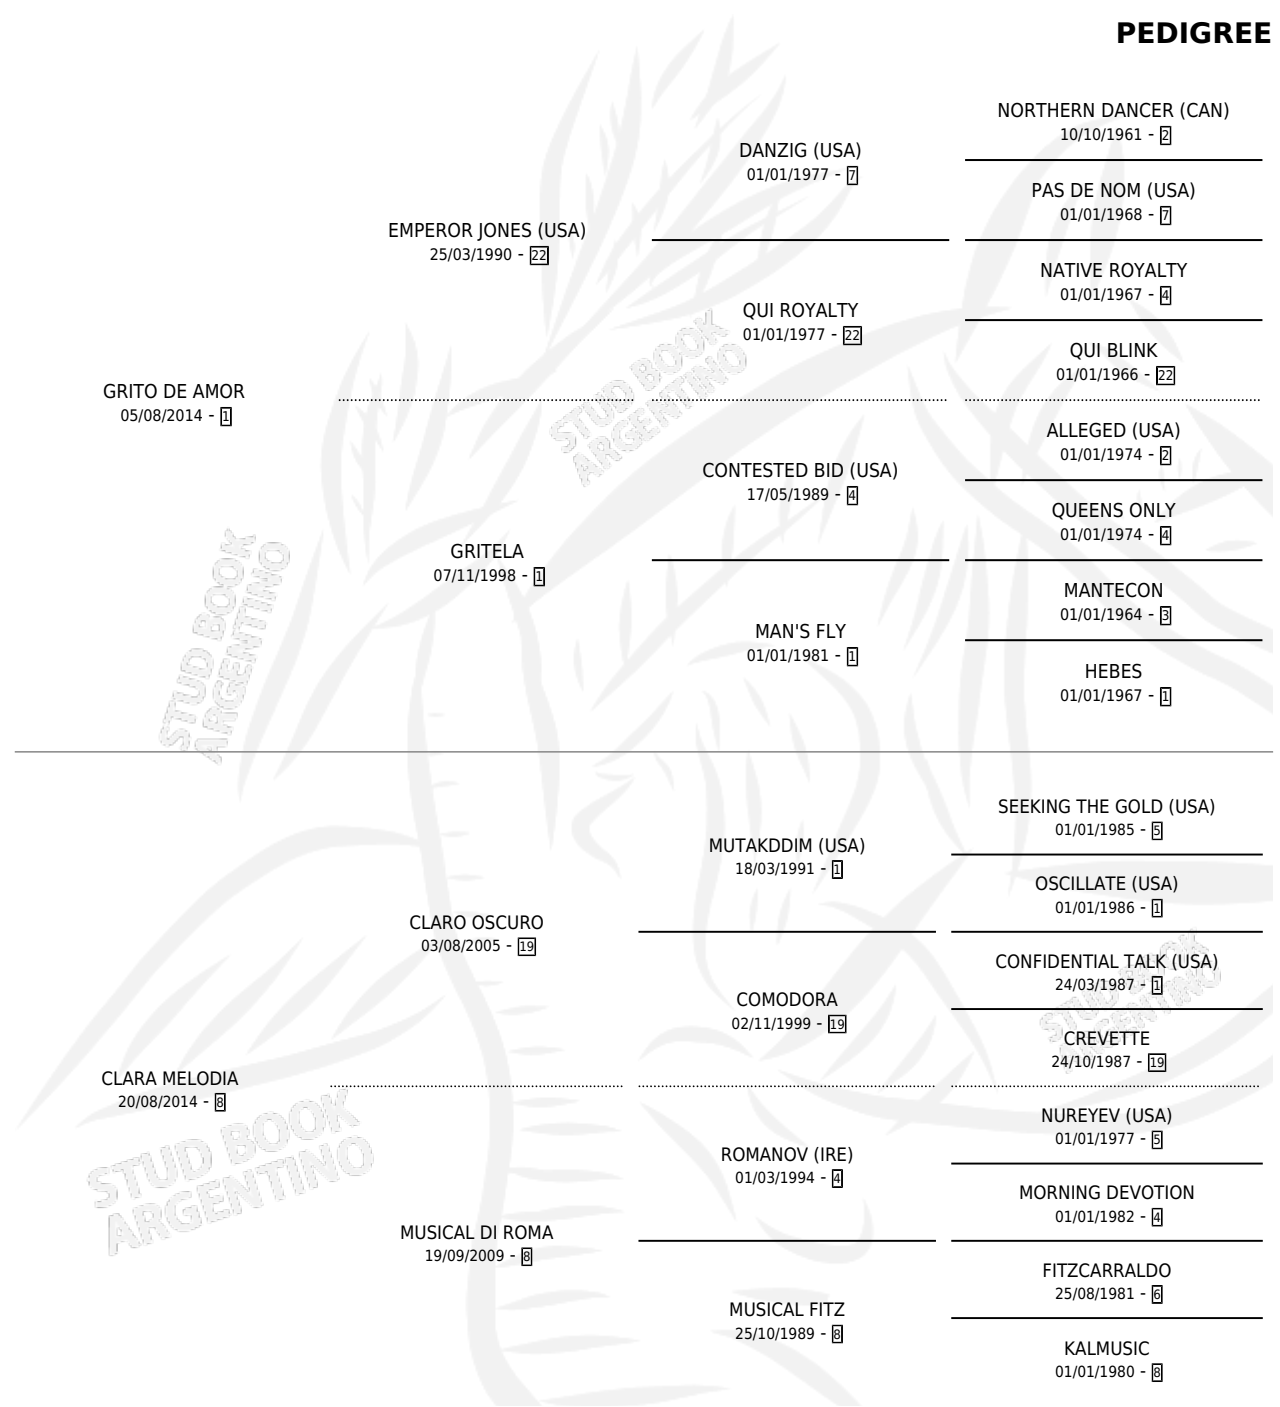 PEDIGREE
NORTHERN DANCER (CAN)
10/10/1961 - 2
DANZIG (USA)
01/01/1977 - 7
PAS DE NOM (USA)
01/01/1968 - 7
EMPEROR JONES (USA)
25/03/1990 - 22
NATIVE ROYALTY
01/01/1967 - 4
QUI ROYALTY
01/01/1977 - 22
QUI BLINK
01/01/1966 - 22
GRITO DE AMOR
05/08/2014 - 1
ALLEGED (USA)
01/01/1974 - 2
CONTESTED BID (USA)
17/05/1989 - 4
QUEENS ONLY
01/01/1974 - 4
GRITELA
07/11/1998 - 1
MANTECON
01/01/1964 - 3
MAN'S FLY
01/01/1981 - 1
HEBES
01/01/1967 - 1
SEEKING THE GOLD (USA)
01/01/1985 - 5
MUTAKDDIM (USA)
18/03/1991 - 1
OSCILLATE (USA)
01/01/1986 - 1
CLARO OSCURO
03/08/2005 - 19
CONFIDENTIAL TALK (USA)
24/03/1987 - 1
COMODORA
02/11/1999 - 19
CREVETTE
24/10/1987 - 19
CLARA MELODIA
20/08/2014 - 8
NUREYEV (USA)
01/01/1977 - 5
ROMANOV (IRE)
01/03/1994 - 4
MORNING DEVOTION
01/01/1982 - 4
MUSICAL DI ROMA
19/09/2009 - 8
FITZCARRALDO
25/08/1981 - 6
MUSICAL FITZ
25/10/1989 - 8
KALMUSIC
01/01/1980 - 8
STUD BOOK
ARGENTINO
STUD BOOK
ARGENTINO
STUD BOOK
ARGENTINO
STUD BOOK
ARGENTINO